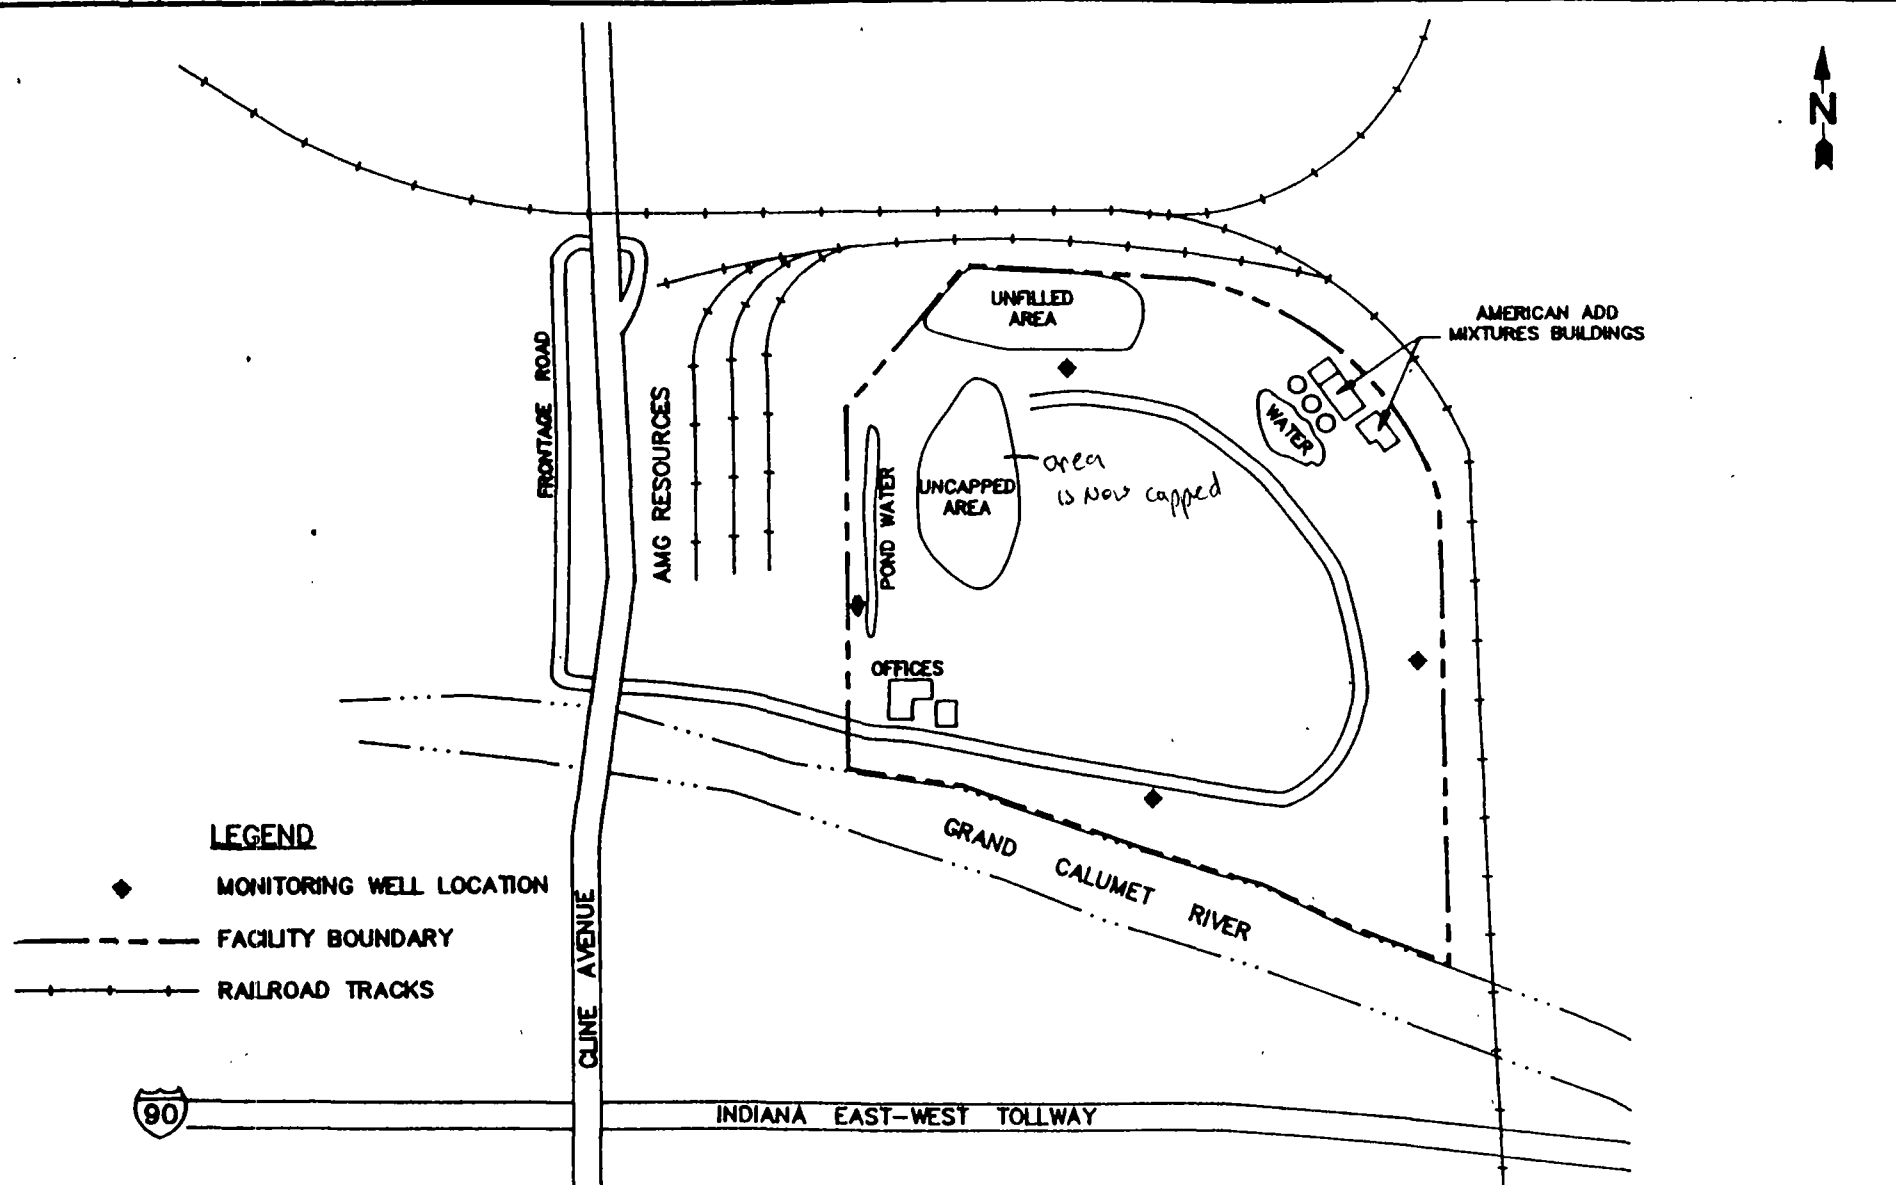 N
UNFILLED
AREA
AMERICAN ADD
MIXTURES BUILDINGS
FRONTAGE ROAD
AMG RESOURCES
WATER
area
is Now capped
UNCAPPED
AREA
POND WATER
OFFICES
GRAND CALUMET RIVER
LEGEND
MONITORING WELL LOCATION
FACILITY BOUNDARY
RAILROAD TRACKS
CLINE AVENUE
90
INDIANA EAST-WEST TOLLWAY